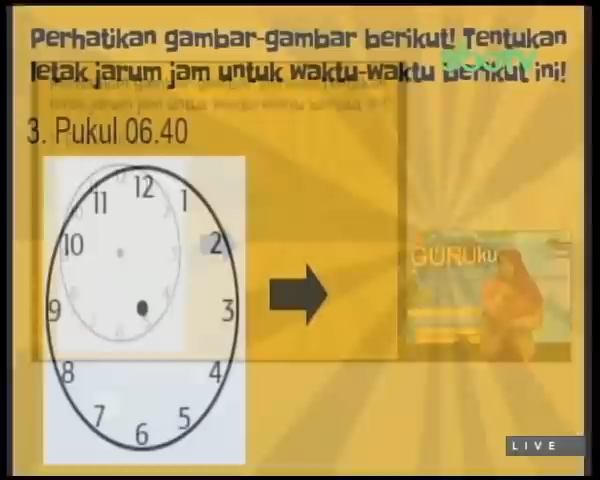 Perhatikan gambar-gambar berikut! Tentukan
letak jarum jam untuk waktu-waktu berikut ini!
3. Pukul 06.40
12
11
1
10
2
9
3
8
4
7
5
6
GURUku
LIVE